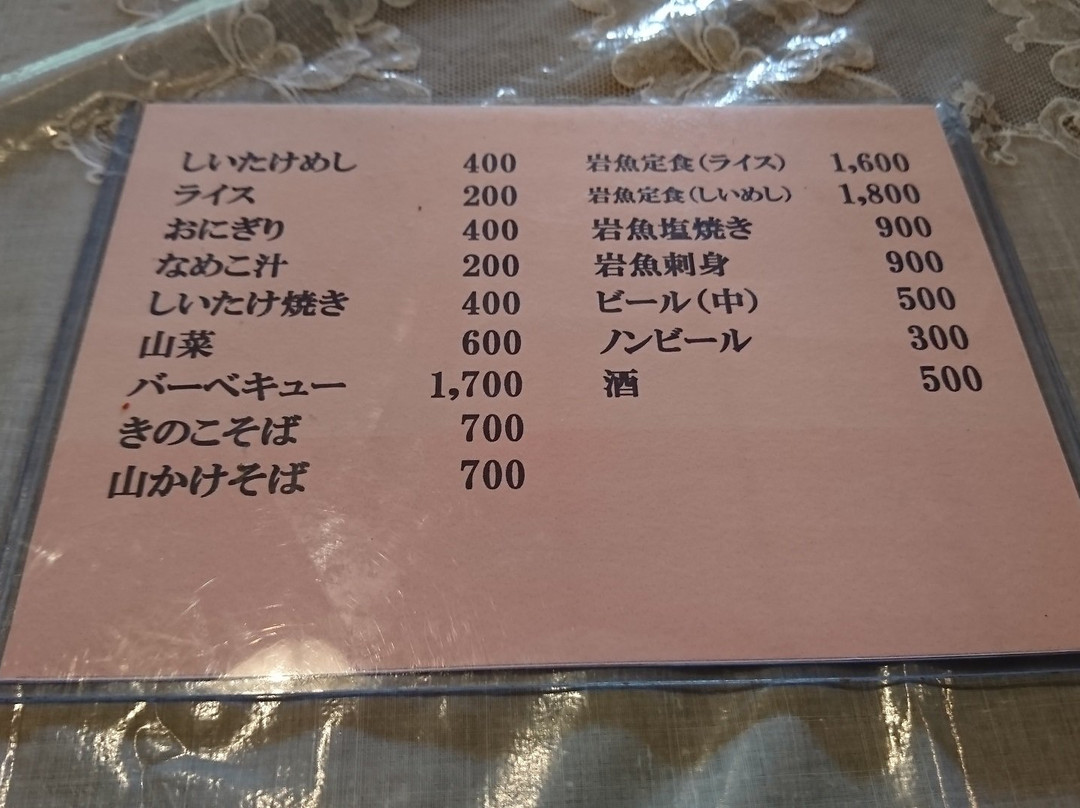 しいたけめし 400
ライス 200
おにぎり 400
なめこ汁 200
しいたけ焼き 400
山菜 600
バーベキュー 1,700
きのこそば 700
山かけそば 700
岩魚定食(ライス) 1,600
岩魚定食(しいめし) 1,800
岩魚塩焼き 900
岩魚刺身 900
ビール(中) 500
ノンビール 300
酒 500